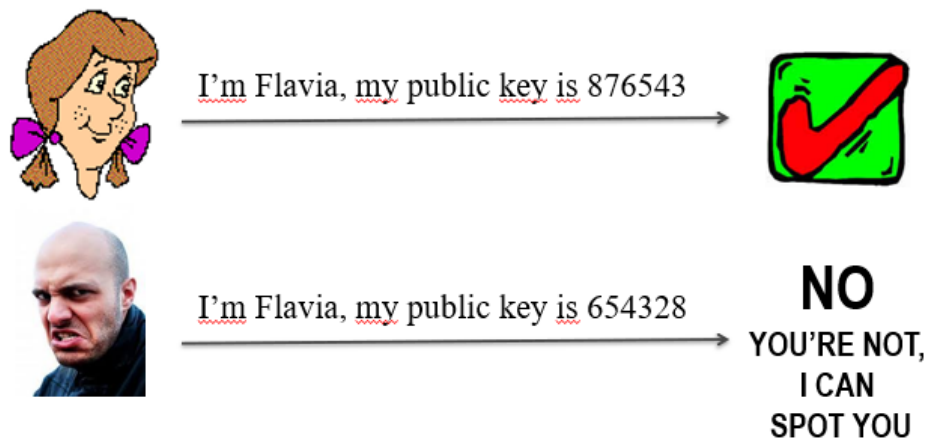 I'm Flavia, my public key is 876543
I'm Flavia, my public key is 654328
NO
YOU'RE NOT,
I CAN
SPOT YOU